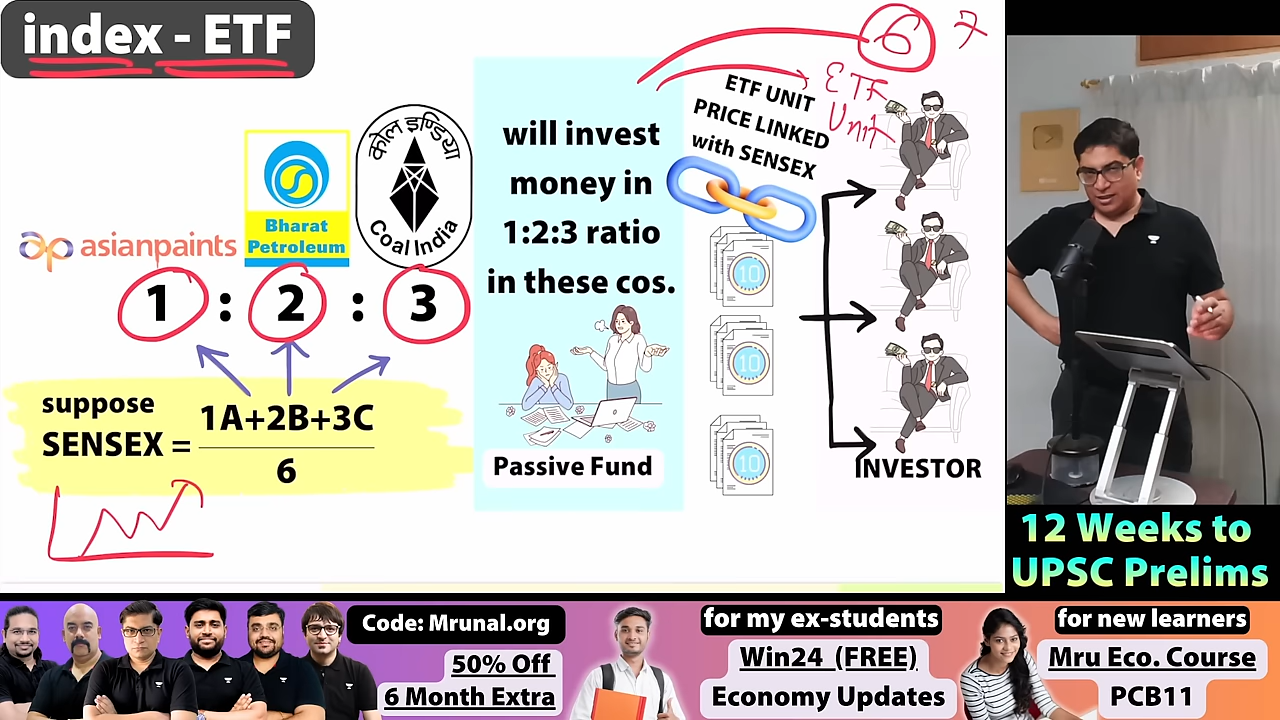 index - ETF
6 7
ETF
Unit
ETF UNIT
PRICE LINKED
with SENSEX
will invest
money in
1:2:3 ratio
in these cos.
Passive Fund
asianpaints
Bharat
Petroleum
कोल इण्डिया
Coal India
1 : 2 : 3
suppose
SENSEX = 1A+2B+3C
6
10
10
10
INVESTOR
12 Weeks to
UPSC Prelims
Code: Mrunal.org
50% Off
6 Month Extra
for my ex-students
Win24 (FREE)
Economy Updates
for new learners
Mru Eco. Course
PCB11